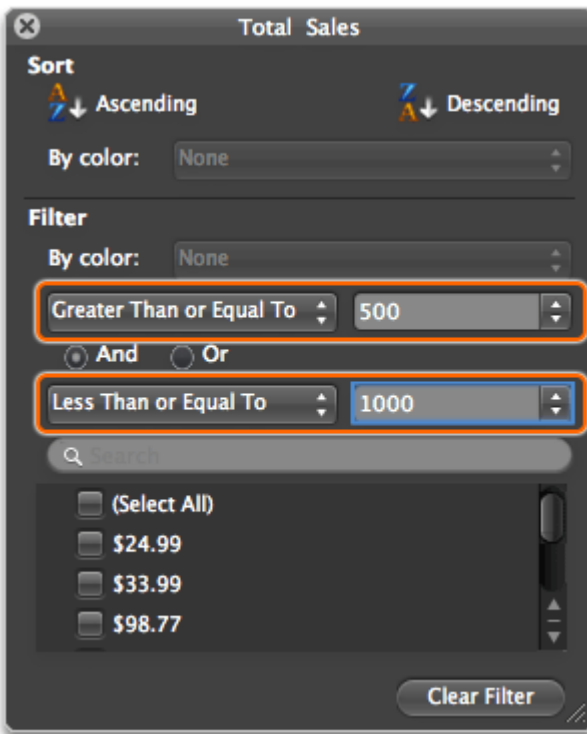 Total Sales
Sort
A Z Ascending
Z A Descending
By color: None
Filter
By color: None
Greater Than or Equal To 500
And Or
Less Than or Equal To 1000
Search
(Select All)
$24.99
$33.99
$98.77
Clear Filter